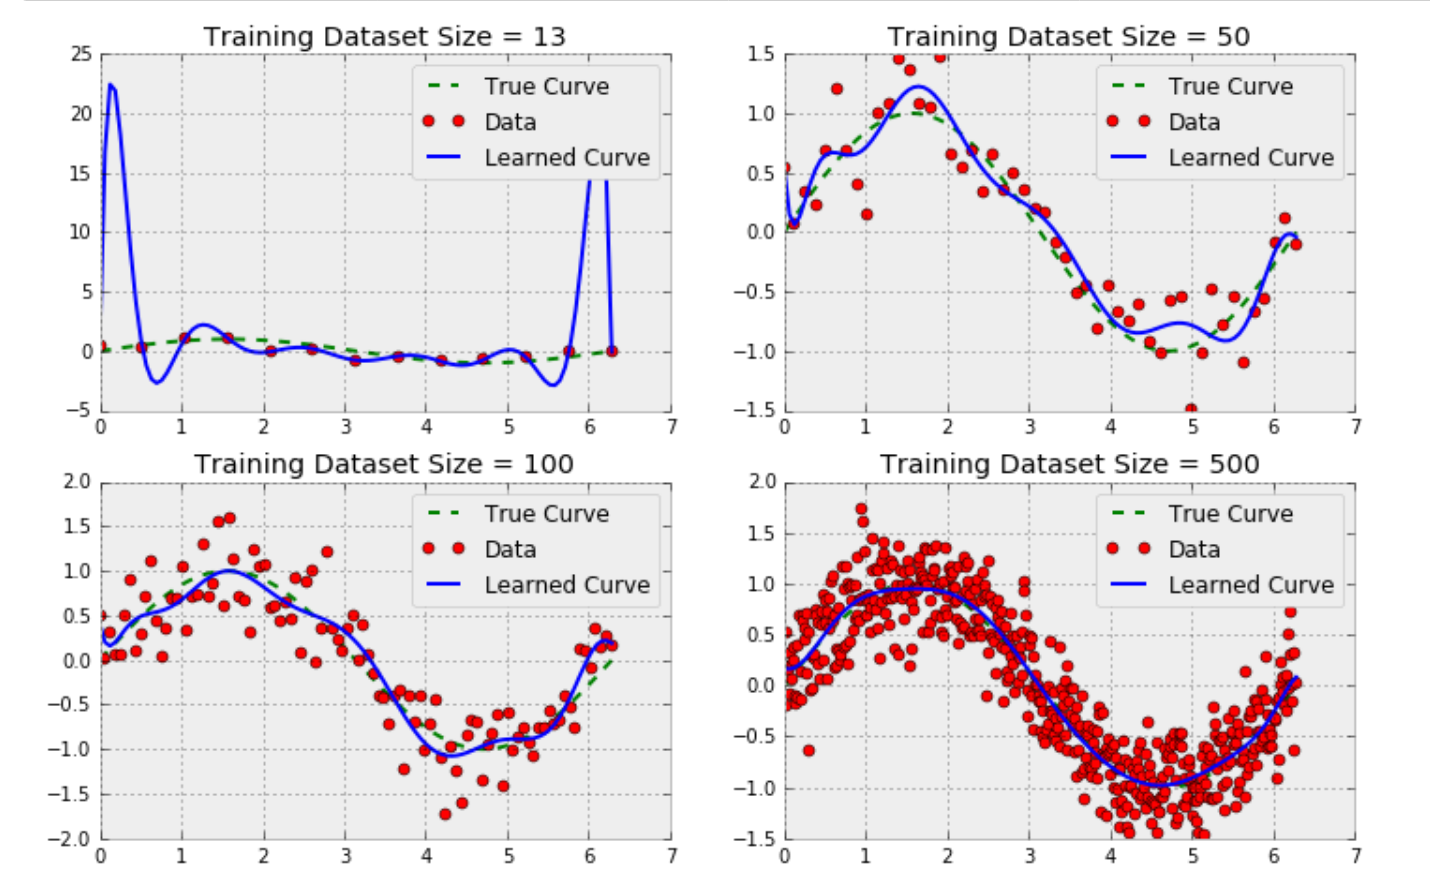 Training Dataset Size = 13
25
20
15
10
5
0
−5
0 1 2 3 4 5 6 7
True Curve
Data
Learned Curve
Training Dataset Size = 50
1.5
1.0
0.5
0.0
−0.5
−1.0
−1.5
0 1 2 3 4 5 6 7
True Curve
Data
Learned Curve
Training Dataset Size = 100
2.0
1.5
1.0
0.5
0.0
−0.5
−1.0
−1.5
−2.0
0 1 2 3 4 5 6 7
True Curve
Data
Learned Curve
Training Dataset Size = 500
2.0
1.5
1.0
0.5
0.0
−0.5
−1.0
−1.5
0 1 2 3 4 5 6 7
True Curve
Data
Learned Curve